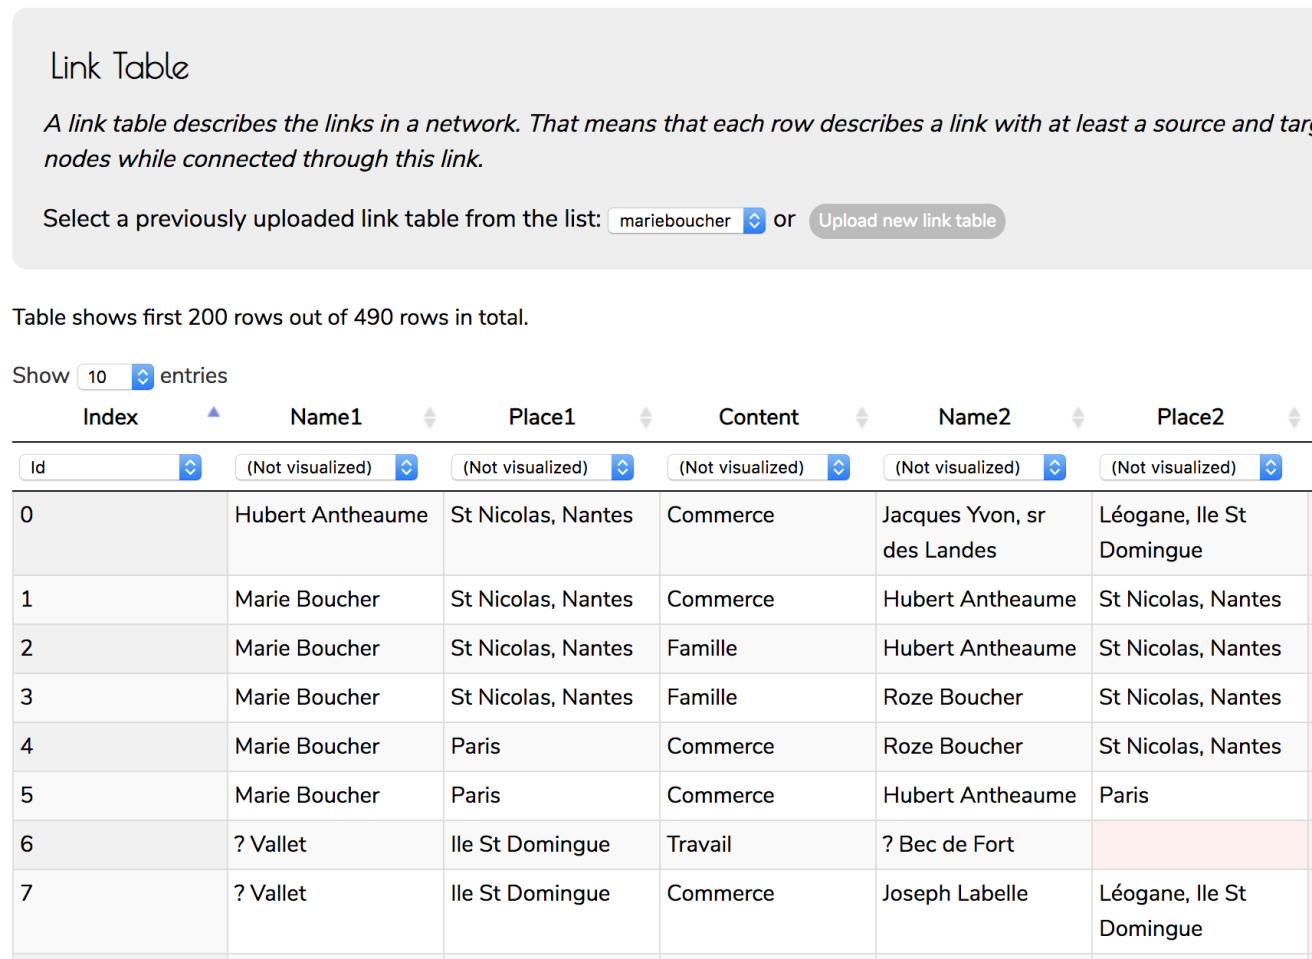 Link Table
A link table describes the links in a network. That means that each row describes a link with at least a source and
nodes while connected through this link.
Select a previously uploaded link table from the list: marieboucher or Upload new link table
Table shows first 200 rows out of 490 rows in total.
Show 10 entries
Index Name1 Place1 Content Name2 Place2
Id (Not visualized) (Not visualized) (Not visualized) (Not visualized) (Not visualized)
0 Hubert Antheaume St Nicolas, Nantes Commerce Jacques Yvon, sr Léogane, Ile St
des Landes Domingue
1 Marie Boucher St Nicolas, Nantes Commerce Hubert Antheaume St Nicolas, Nantes
2 Marie Boucher St Nicolas, Nantes Famille Hubert Antheaume St Nicolas, Nantes
3 Marie Boucher St Nicolas, Nantes Famille Roze Boucher St Nicolas, Nantes
4 Marie Boucher Paris Commerce Roze Boucher St Nicolas, Nantes
5 Marie Boucher Paris Commerce Hubert Antheaume Paris
6 ? Vallet Ile St Domingue Travail ? Bec de Fort
7 ? Vallet Ile St Domingue Commerce Joseph Labelle Léogane, Ile St
Domingue